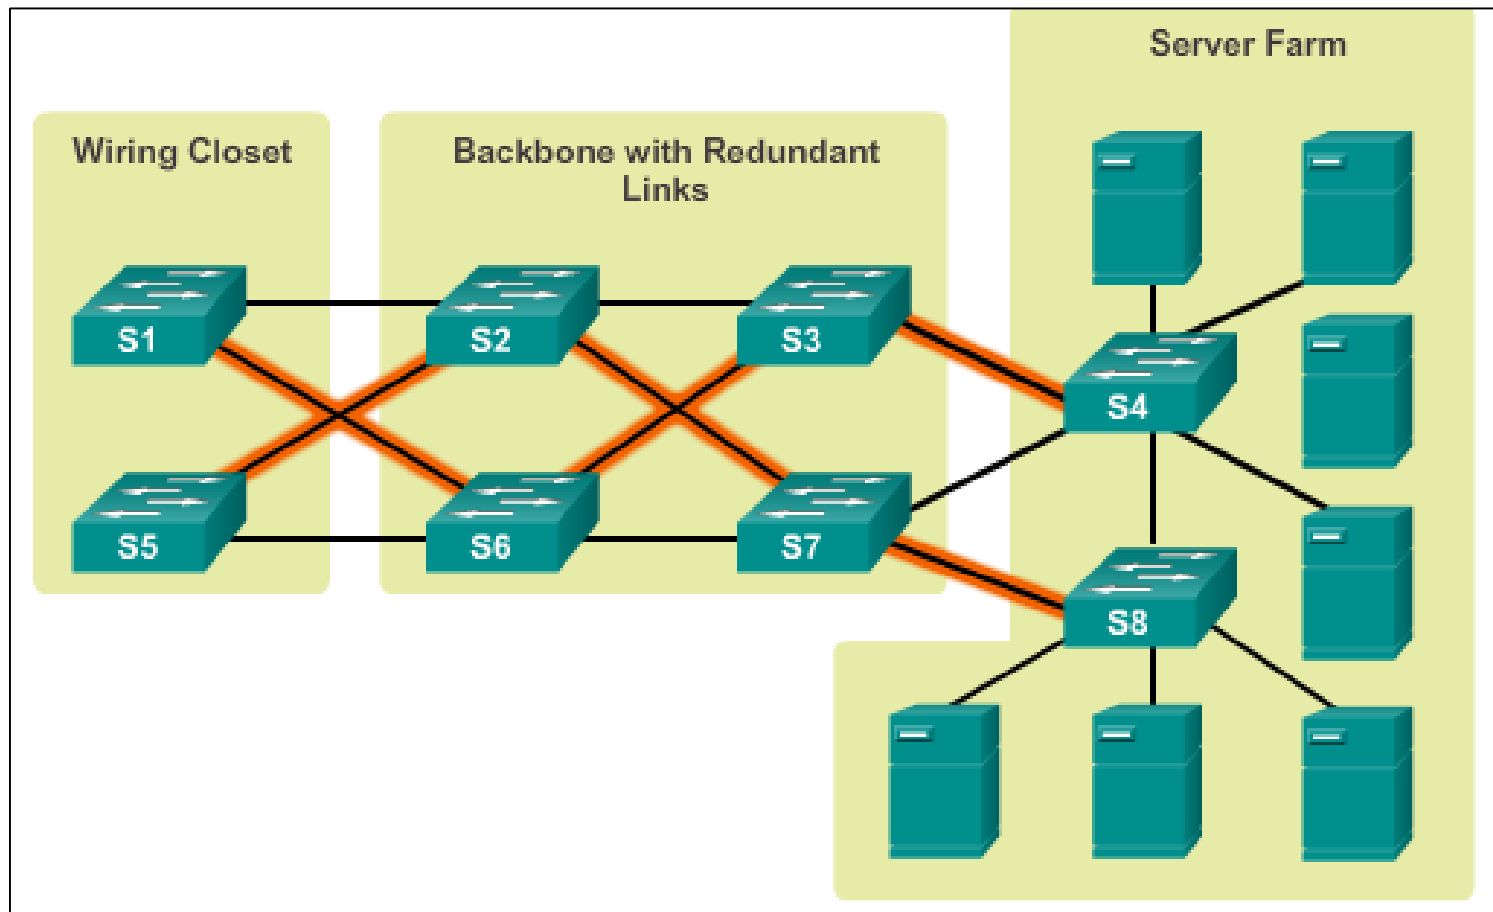 Server Farm
Wiring Closet
Backbone with Redundant
Links
S1
S2
S3
S4
S5
S6
S7
S8